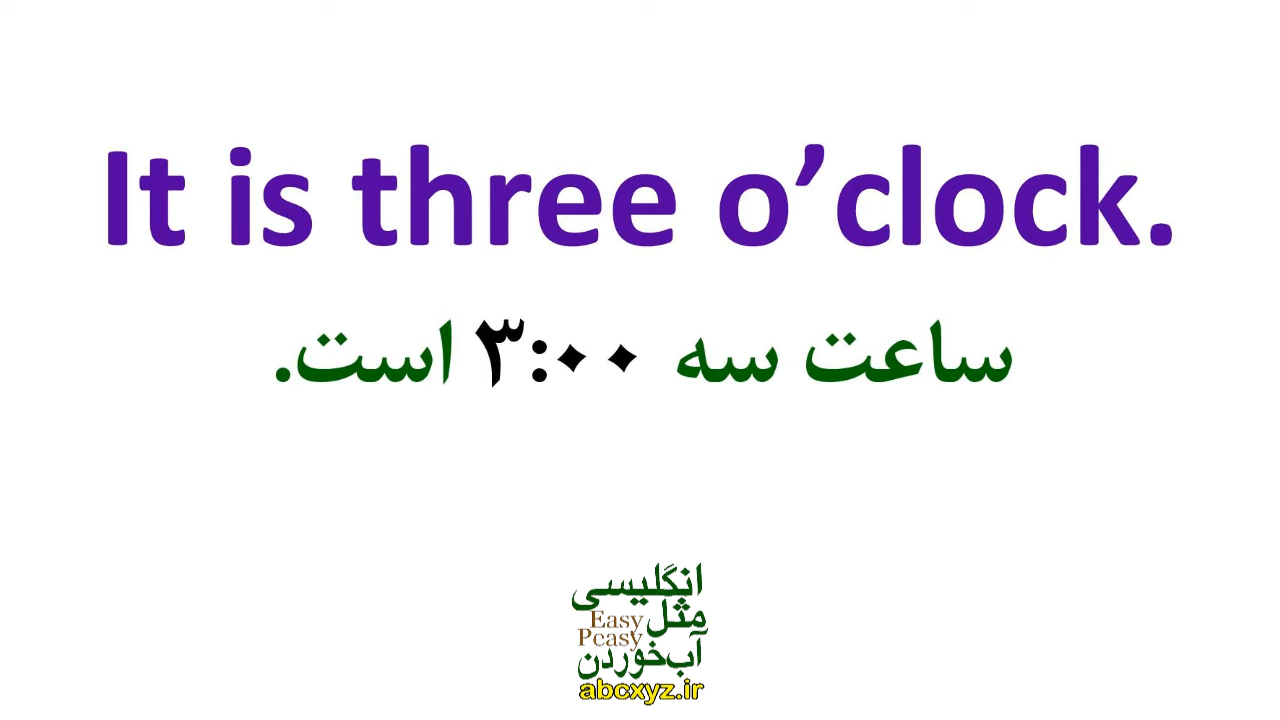 It is three o’clock.
ساعت سه ۳:۰۰ است.
انگلیسی
مثل
Easy
Peasy
آب‌خوردن
abcxyz.ir